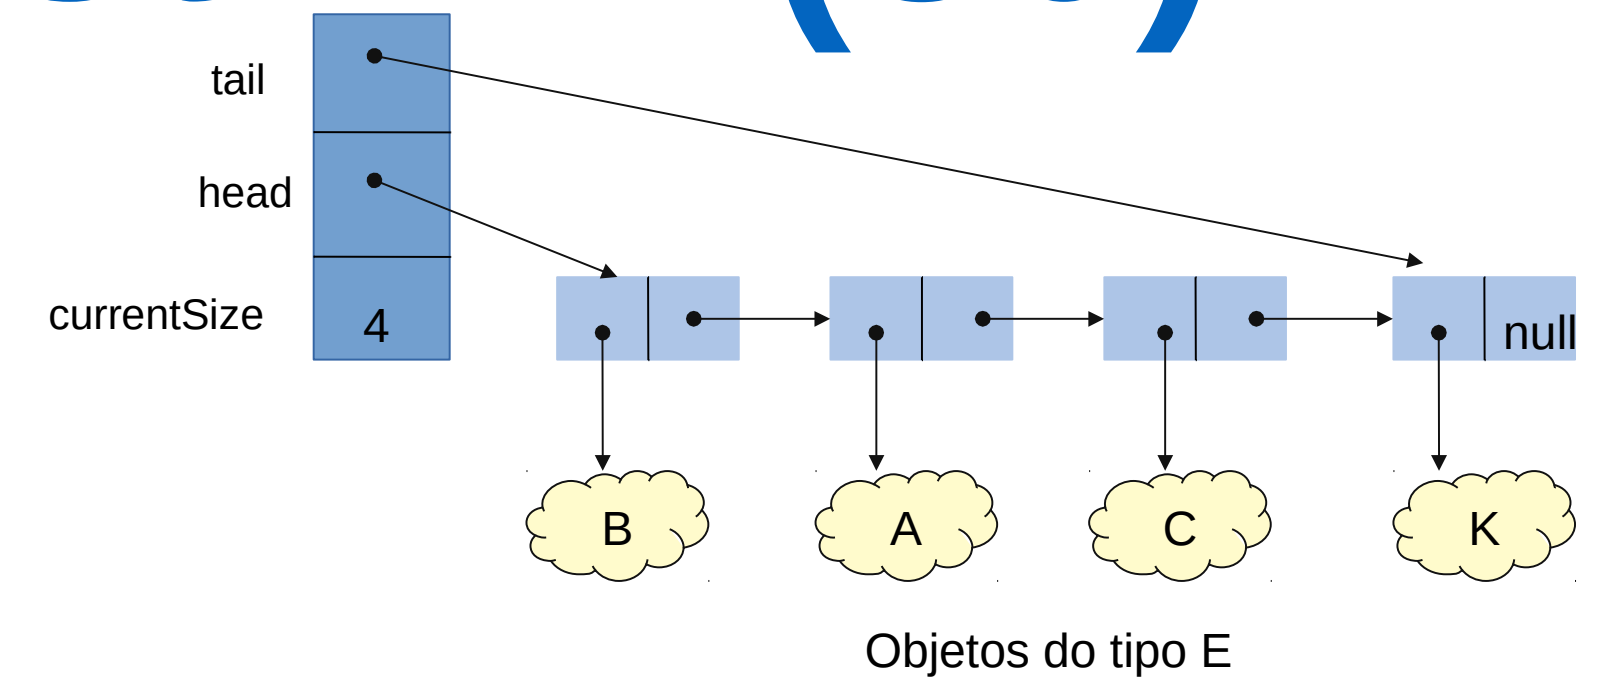 tail
head
currentSize
4
null
B
A
C
K
Objetos do tipo E